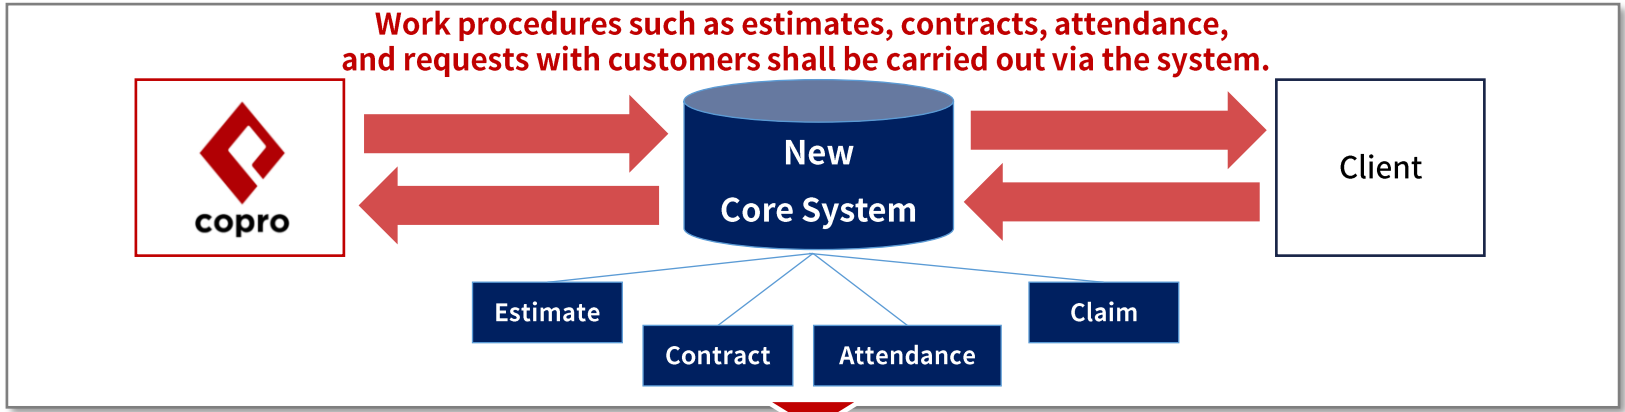 Work procedures such as estimates, contracts, attendance,
and requests with customers shall be carried out via the system.
copro
New
Core System
Client
Estimate
Contract
Attendance
Claim